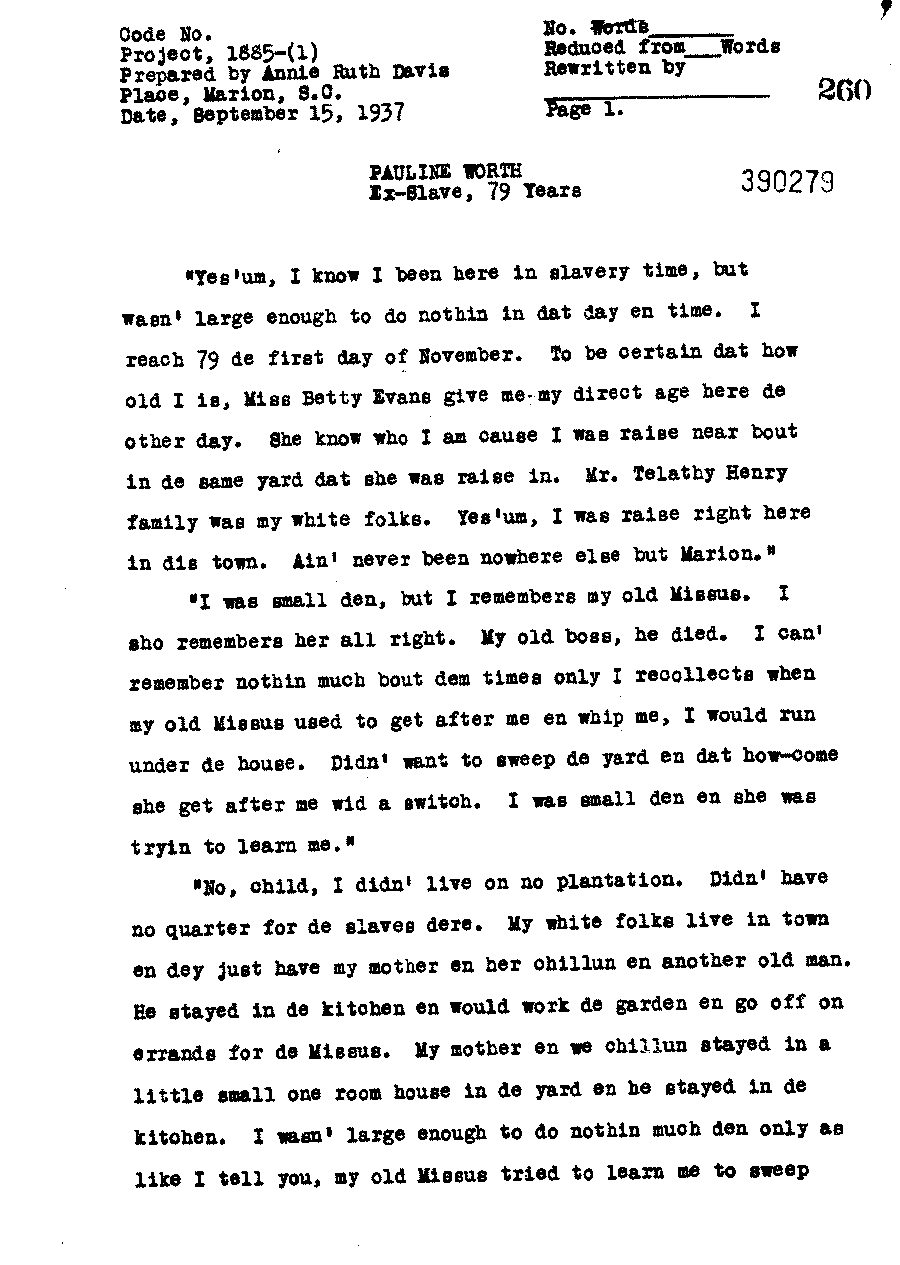 Code No.
Project, 1885-(1)
Prepared by Annie Ruth Davis
Place, Marion, S.C.
Date, September 15, 1937
No. Words
Reduced from Words
Rewritten by
Page 1.
260
PAULINE WORTH
Ex-Slave, 79 Years
390279
"Yes'um, I know I been here in slavery time, but
wasn' large enough to do nothin in dat day en time. I
reach 79 de first day of November. To be certain dat how
old I is, Miss Betty Evans give me my direct age here de
other day. She know who I am cause I was raise near bout
in de same yard dat she was raise in. Mr. Telathy Henry
family was my white folks. Yes'um, I was raise right here
in dis town. Ain' never been nowhere else but Marion."
"I was small den, but I remembers my old Missus. I
sho remembers her all right. My old boss, he died. I can'
remember nothin much bout dem times only I recollects when
my old Missus used to get after me en whip me, I would run
under de house. Didn' want to sweep de yard en dat how-come
she get after me wid a switch. I was small den en she was
tryin to learn me."
"No, child, I didn' live on no plantation. Didn' have
no quarter for de slaves dere. My white folks live in town
en dey just have my mother en her chillun en another old man.
He stayed in de kitchen en would work de garden en go off on
errands for de Missus. My mother en we chillun stayed in a
little small one room house in de yard en he stayed in de
kitchen. I wasn' large enough to do nothin much den only as
like I tell you, my old Missus tried to learn me to sweep